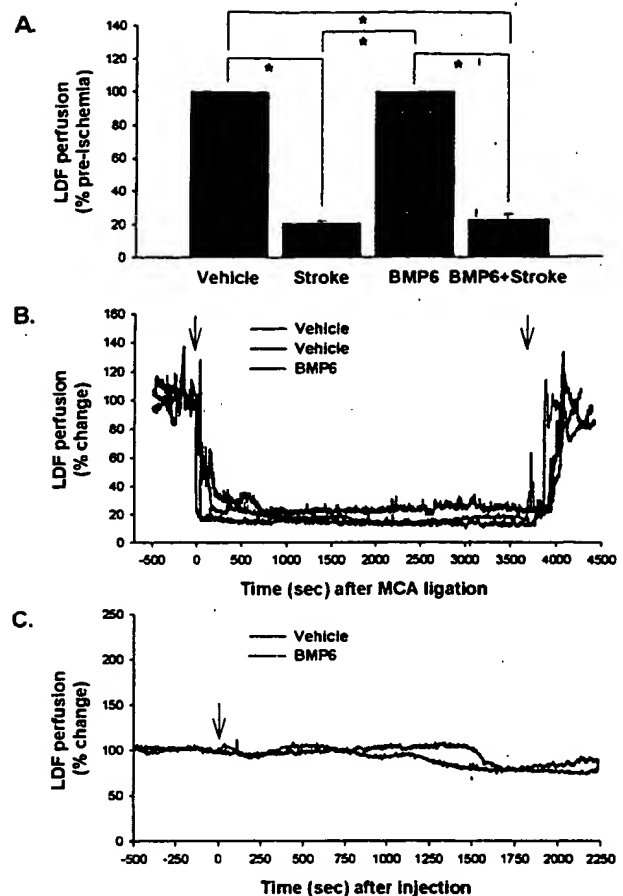 A.
LDF perfusion
(% pre-Ischemia)
140
120
100
80
60
40
20
0
*
*
*
*
Vehicle Stroke BMP6 BMP6+Stroke
B.
LDF perfusion
(% change)
160
140
120
100
80
60
40
20
0
Vehicle
Vehicle
BMP6
-500 0 500 1000 1500 2000 2500 3000 3500 4000 4500
Time (sec) after MCA ligation
C.
LDF perfusion
(% change)
250
200
150
100
50
0
Vehicle
BMP6
-500 -250 0 250 500 750 1000 1250 1500 1750 2000 2250
Time (sec) after injection